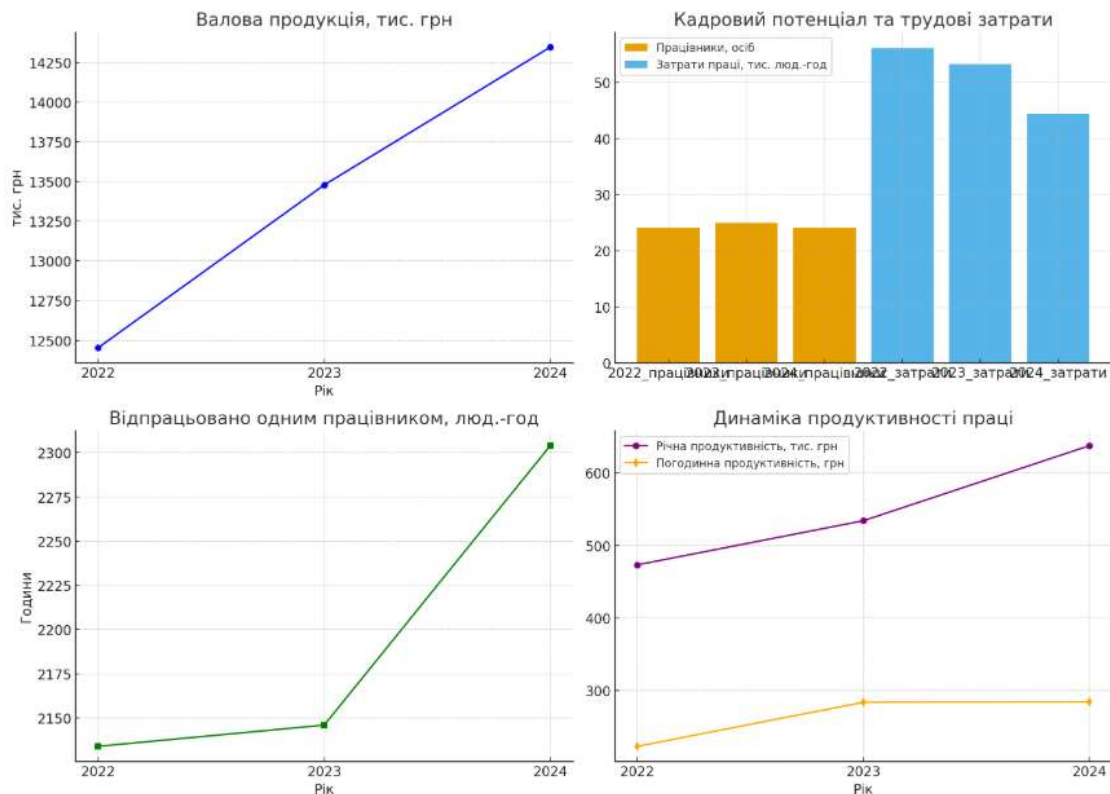 Валова продукція, тис. грн
тис. грн
14250
14000
13750
13500
13250
13000
12750
12500
2022
2023
2024
Рік
Кадровий потенціал та трудові затрати
Працівники, осіб
Затрати праці, тис. люд.-год
50
40
30
20
10
0
2022_працівники
2023_працівники
2024_працівники
2022_затрати
2023_затрати
2024_затрати
Відпрацьовано одним працівником, люд.-год
Години
2300
2275
2250
2225
2200
2175
2150
2022
2023
2024
Рік
Динаміка продуктивності праці
Річна продуктивність, тис. грн
Погодинна продуктивність, грн
600
500
400
300
2022
2023
2024
Рік